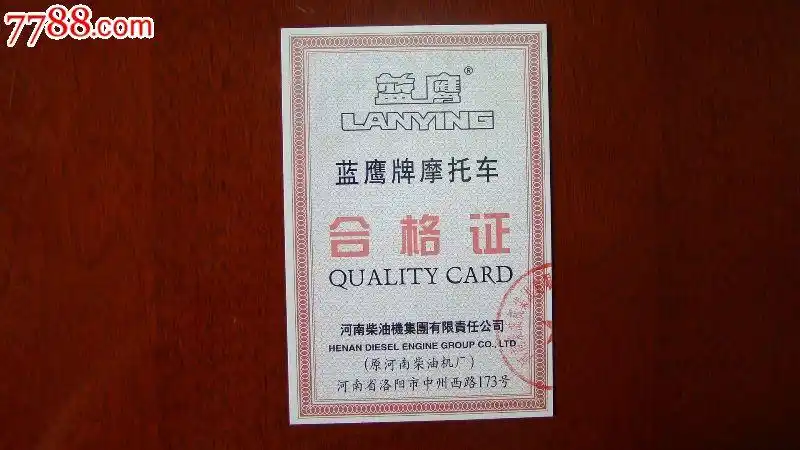 7788.com
蓝鹰®
LANYING
蓝鹰牌摩托车
合格证
QUALITY CARD
河南柴油機集團有限責任公司
HENAN DIESEL ENGINE GROUP CO., LTD
(原河南柴油机厂)
河南省洛阳市中州西路173号